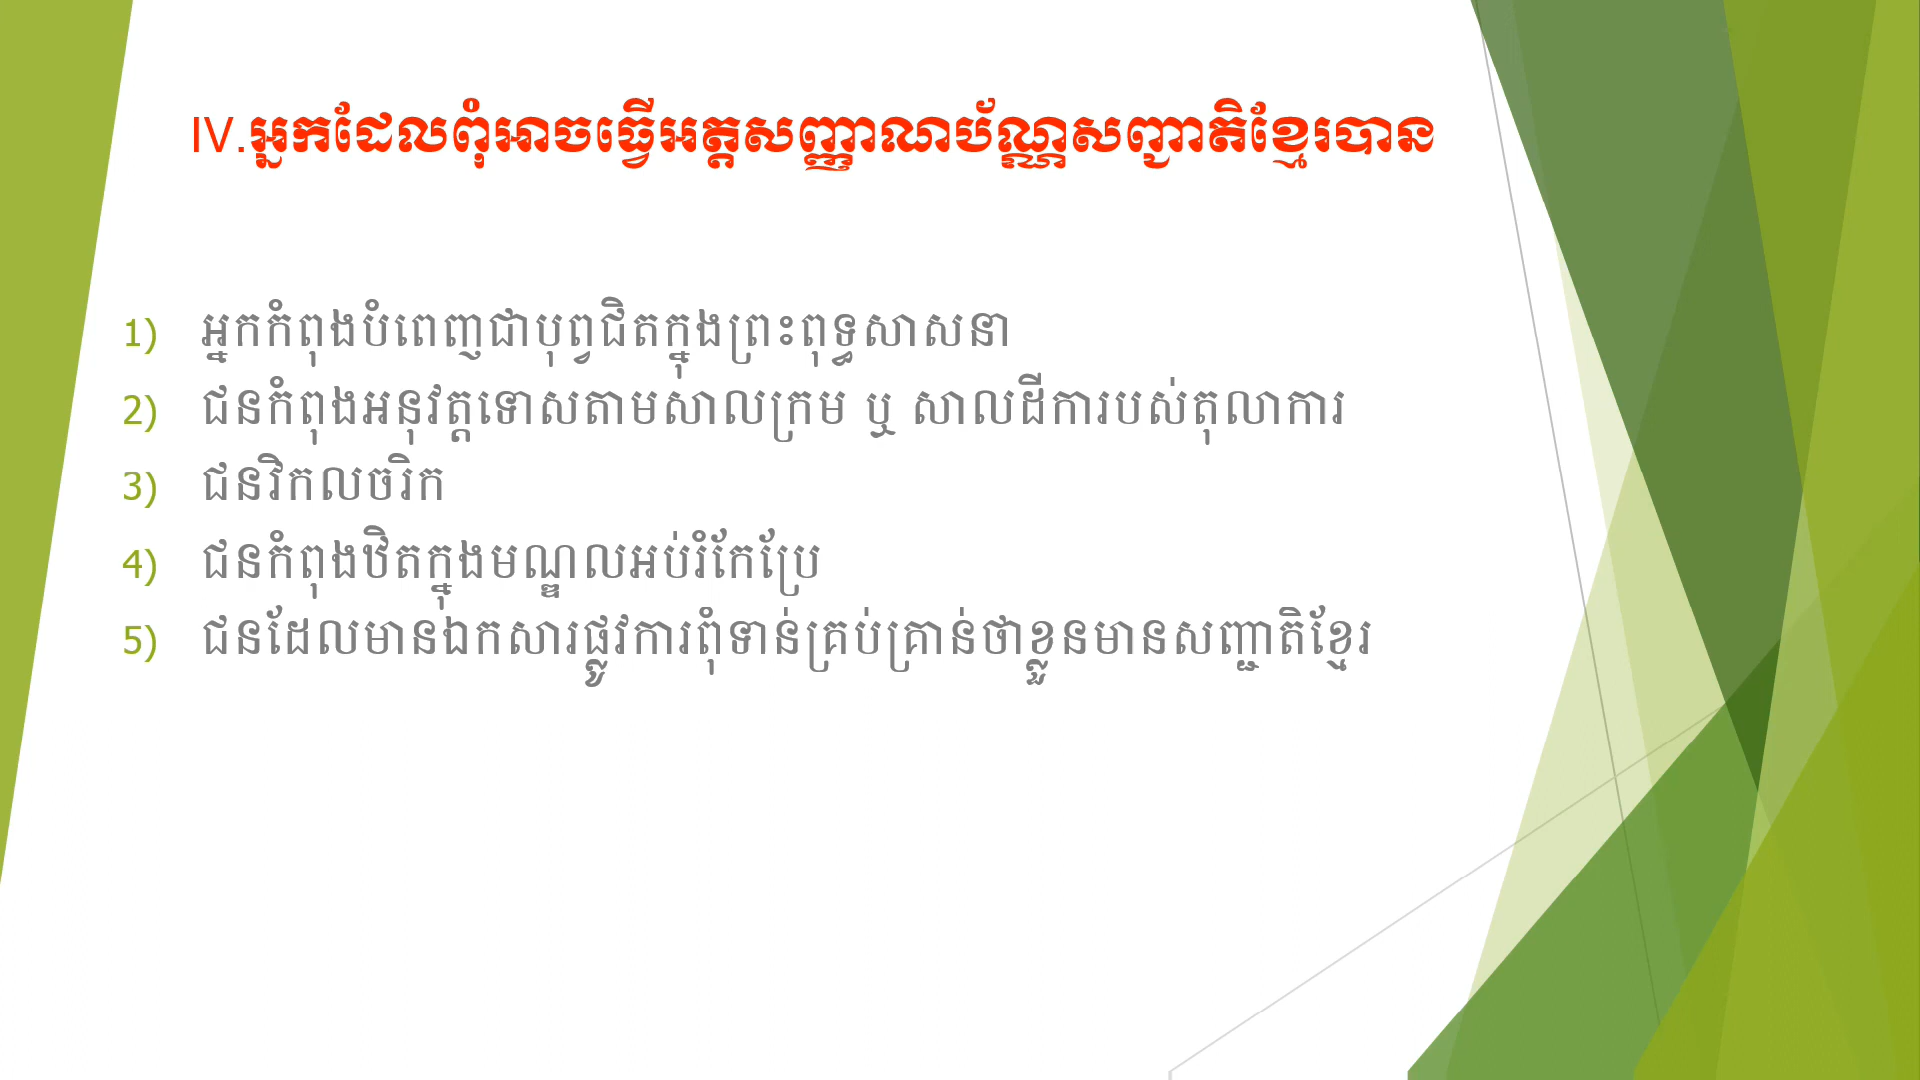 IV.អ្នកដែលពុំអាចធ្វើអត្តសញ្ញាណប័ណ្ណសញ្ជាតិខ្មែរបាន
1) អ្នកកំពុងបំពេញជាបុព្វជិតក្នុងព្រះពុទ្ធសាសនា
2) ជនកំពុងអនុវត្តទោសតាមសាលក្រម ឬ សាលដីការបស់តុលាការ
3) ជនវិកលចរិក
4) ជនកំពុងឋិតក្នុងមណ្ឌលអប់រំកែប្រែ
5) ជនដែលមានឯកសារផ្លូវការពុំទាន់គ្រប់គ្រាន់ថាខ្លួនមានសញ្ជាតិខ្មែរ